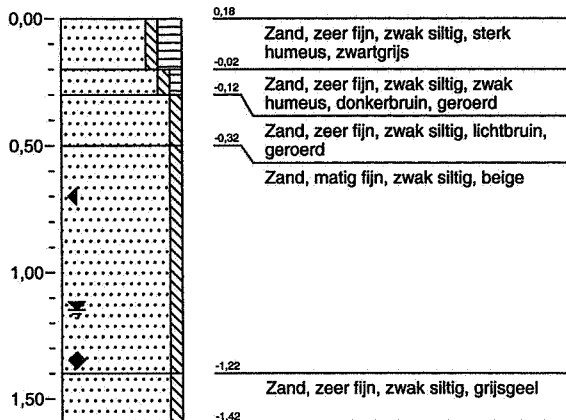 0,00
0,18
Zand, zeer fijn, zwak siltig, sterk
humeus, zwartgrijs
-0,02
Zand, zeer fijn, zwak siltig, zwak
humeus, donkerbruin, geroerd
-0,12
Zand, zeer fijn, zwak siltig, lichtbruin,
geroerd
0,50
-0,32
Zand, matig fijn, zwak siltig, beige
1,00
-1,22
Zand, zeer fijn, zwak siltig, grijsgeel
1,50
-1,42